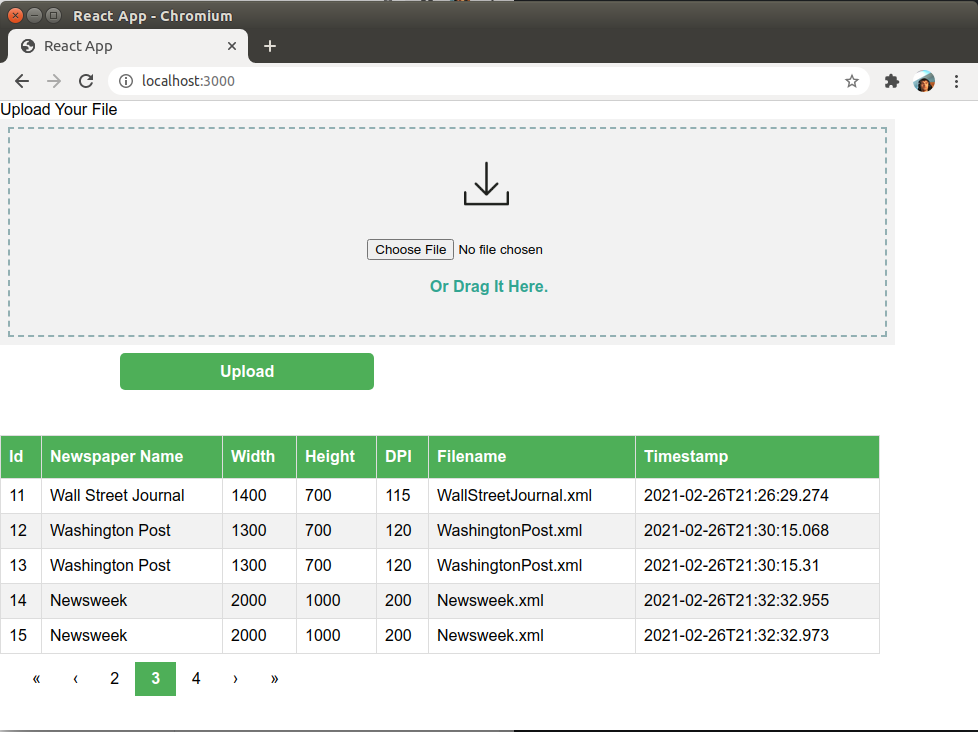 React App - Chromium
React App
localhost:3000
Upload Your File
Choose File No file chosen
Or Drag It Here.
Upload
Id Newspaper Name Width Height DPI Filename Timestamp
11 Wall Street Journal 1400 700 115 WallStreetJournal.xml 2021-02-26T21:26:29.274
12 Washington Post 1300 700 120 WashingtonPost.xml 2021-02-26T21:30:15.068
13 Washington Post 1300 700 120 WashingtonPost.xml 2021-02-26T21:30:15.31
14 Newsweek 2000 1000 200 Newsweek.xml 2021-02-26T21:32:32.955
15 Newsweek 2000 1000 200 Newsweek.xml 2021-02-26T21:32:32.973
« ‹ 2 3 4 › »